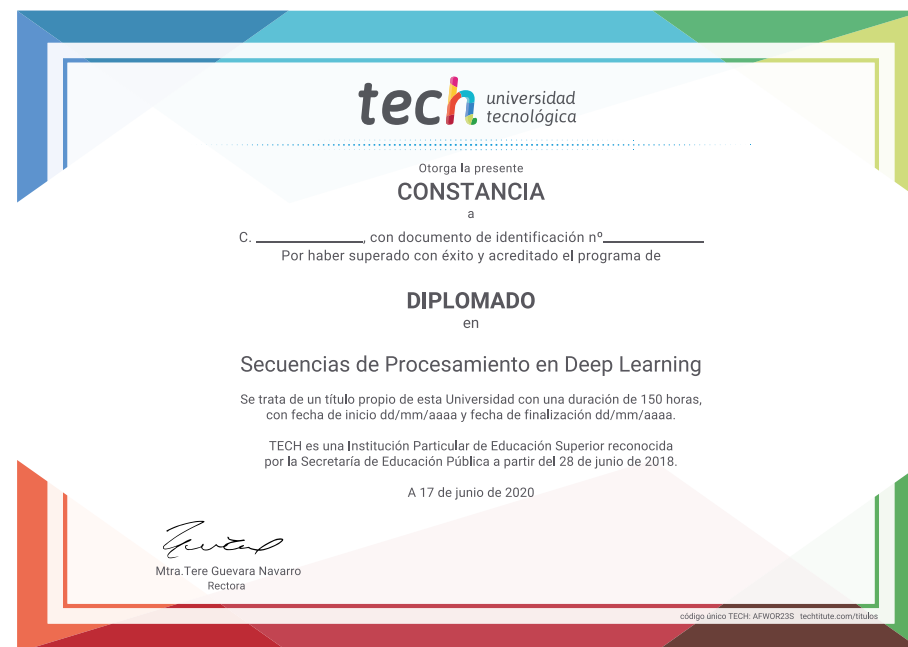 tech universidad
tecnológica
Otorga la presente
CONSTANCIA
a
C. ____________, con documento de identificación nº____________
Por haber superado con éxito y acreditado el programa de
DIPLOMADO
en
Secuencias de Procesamiento en Deep Learning
Se trata de un título propio de esta Universidad con una duración de 150 horas,
con fecha de inicio dd/mm/aaaa y fecha de finalización dd/mm/aaaa.
TECH es una Institución Particular de Educación Superior reconocida
por la Secretaría de Educación Pública a partir del 28 de junio de 2018.
A 17 de junio de 2020
Mtra.Tere Guevara Navarro
Rectora
código único TECH: AFWOR23S techtitute.com/titulos